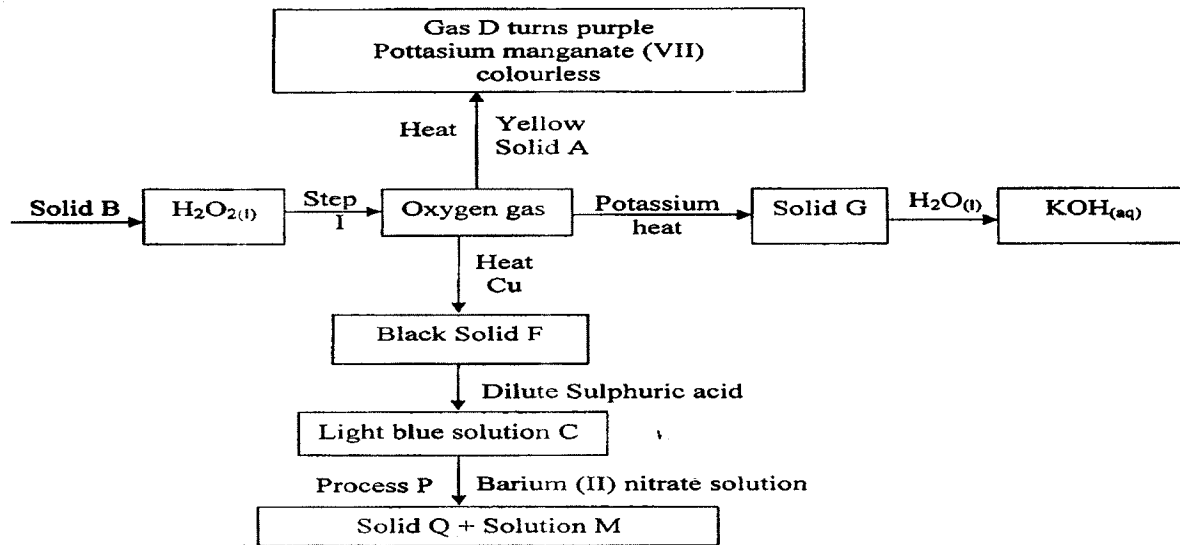 Gas D turns purple
Pottasium manganate (VII)
colourless
Heat
Yellow
Solid A
Solid B
H₂O₂(l)
Step
I
Oxygen gas
Potassium
heat
Solid G
H₂O(l)
KOH(aq)
Heat
Cu
Black Solid F
Dilute Sulphuric acid
Light blue solution C
Process P
Barium (II) nitrate solution
Solid Q + Solution M